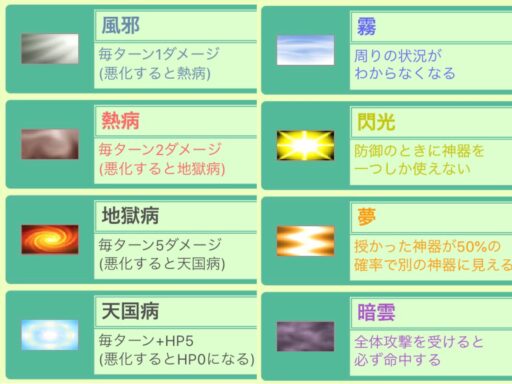 風邪
毎ターン1ダメージ
(悪化すると熱病)
熱病
毎ターン2ダメージ
(悪化すると地獄病)
地獄病
毎ターン5ダメージ
(悪化すると天国病)
天国病
毎ターン+HP5
(悪化するとHP0になる)
霧
周りの状況が
わからなくなる
閃光
防御のときに神器を
一つしか使えない
夢
授かった神器が50%の
確率で別の神器に見える
暗雲
全体攻撃を受けると
必ず命中する